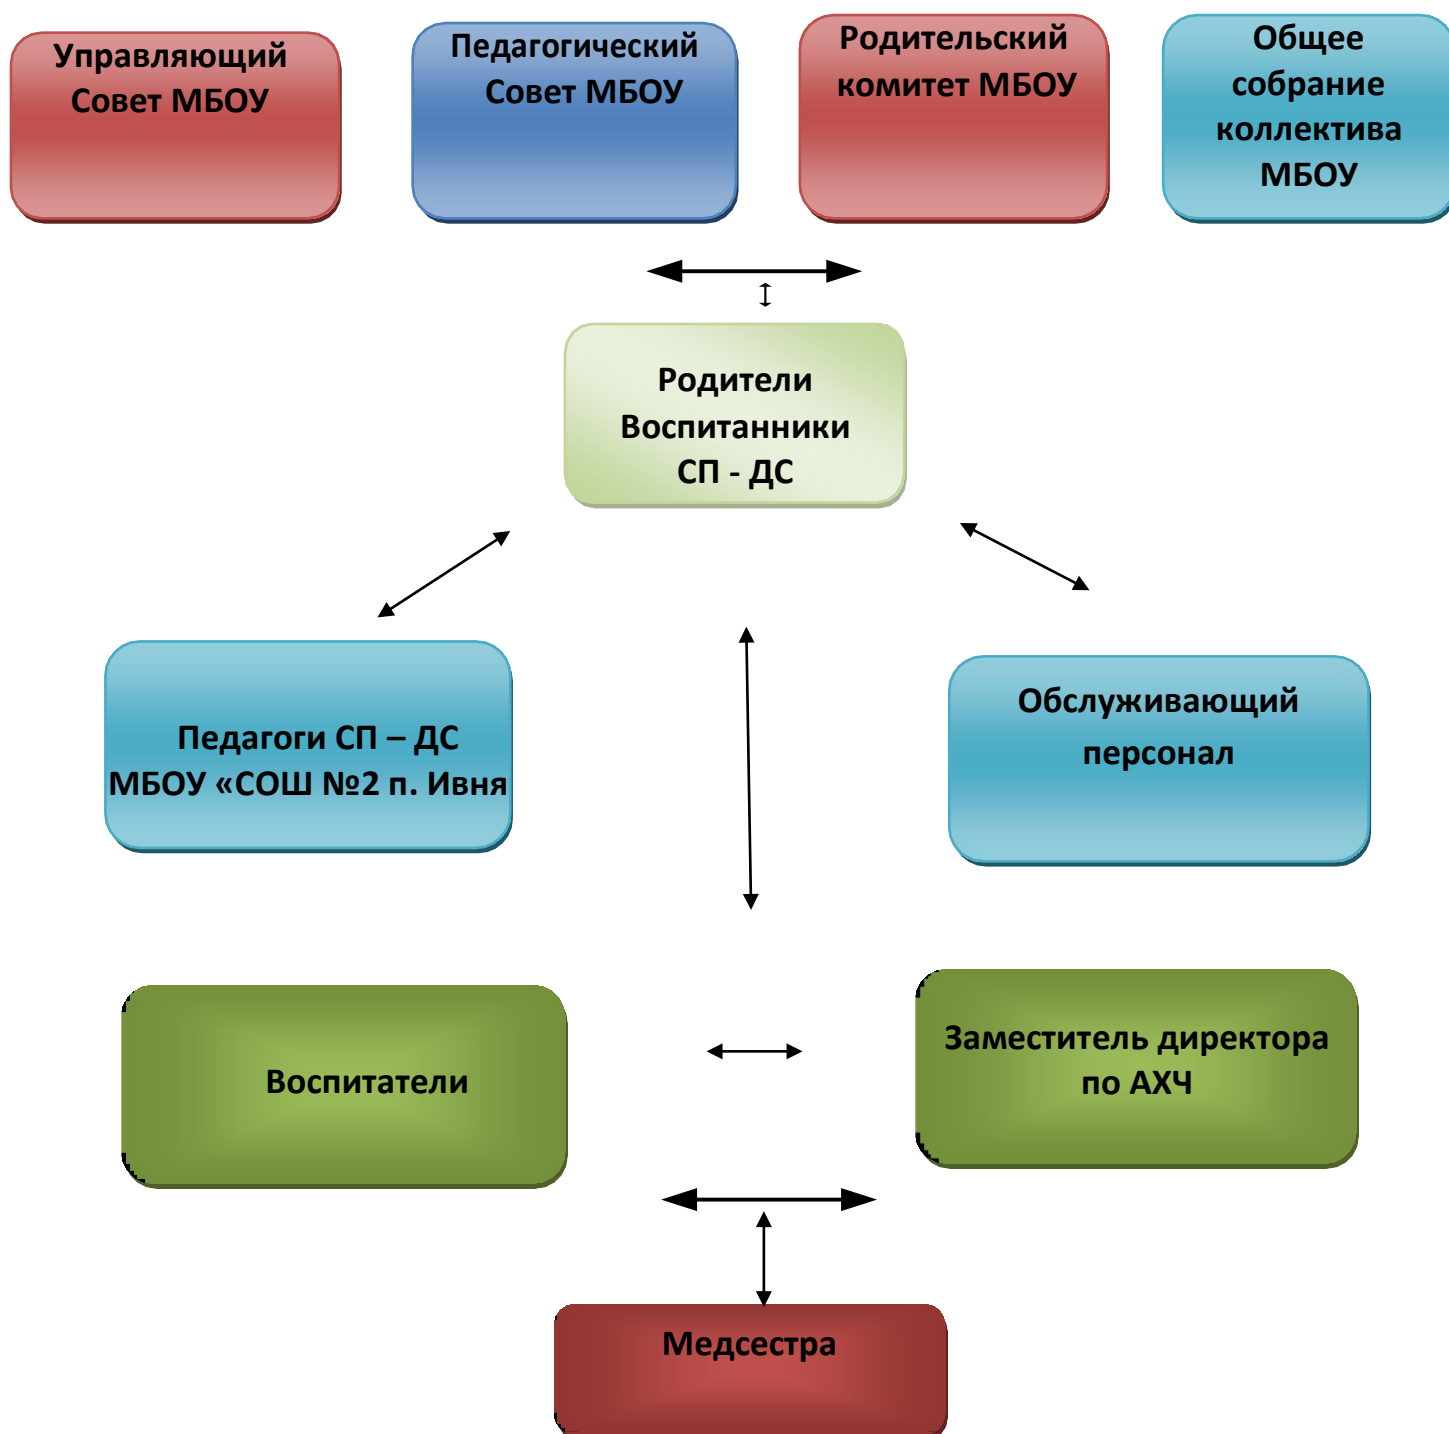 Управляющий
Совет МБОУ
Педагогический
Совет МБОУ
Родительский
комитет МБОУ
Общее
собрание
коллектива
МБОУ
Родители
Воспитанники
СП - ДС
Педагоги СП – ДС
МБОУ «СОШ №2 п. Ивня
Обслуживающий
персонал
Воспитатели
Заместитель директора
по АХЧ
Медсестра